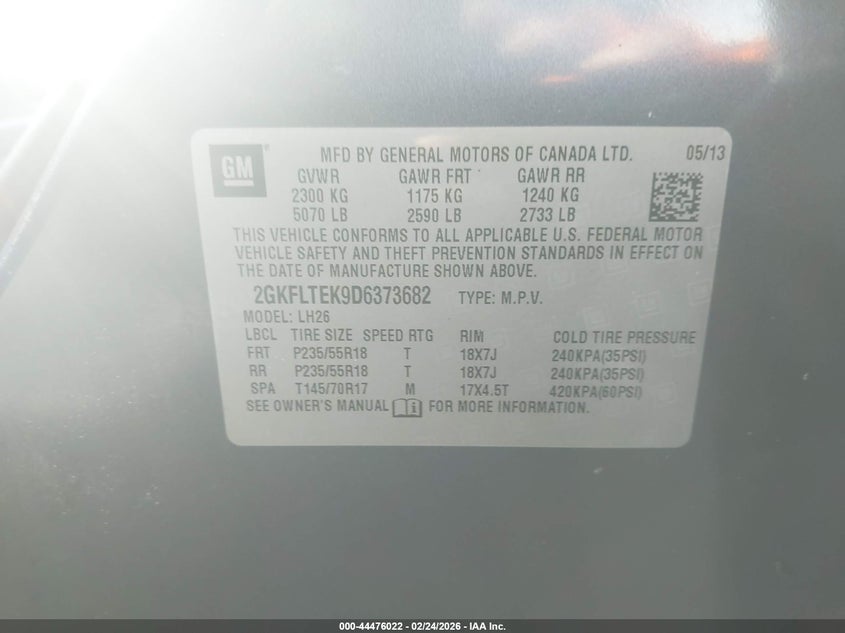 GM ® MFD BY GENERAL MOTORS OF CANADA LTD. 05/13
GVWR GAWR FRT GAWR RR
2300 KG 1175 KG 1240 KG
5070 LB 2590 LB 2733 LB
THIS VEHICLE CONFORMS TO ALL APPLICABLE U.S. FEDERAL MOTOR
VEHICLE SAFETY AND THEFT PREVENTION STANDARDS IN EFFECT ON
THE DATE OF MANUFACTURE SHOWN ABOVE.
2GKFLTEK9D6373682 TYPE: M.P.V.
MODEL: LH26
LBCL TIRE SIZE SPEED RTG RIM COLD TIRE PRESSURE
FRT P235/55R18 T 18X7J 240KPA(35PSI)
RR P235/55R18 T 18X7J 240KPA(35PSI)
SPA T145/70R17 M 17X4.5T 420KPA(60PSI)
SEE OWNER'S MANUAL FOR MORE INFORMATION.
000-44476022 - 02/24/2026 - IAA Inc.